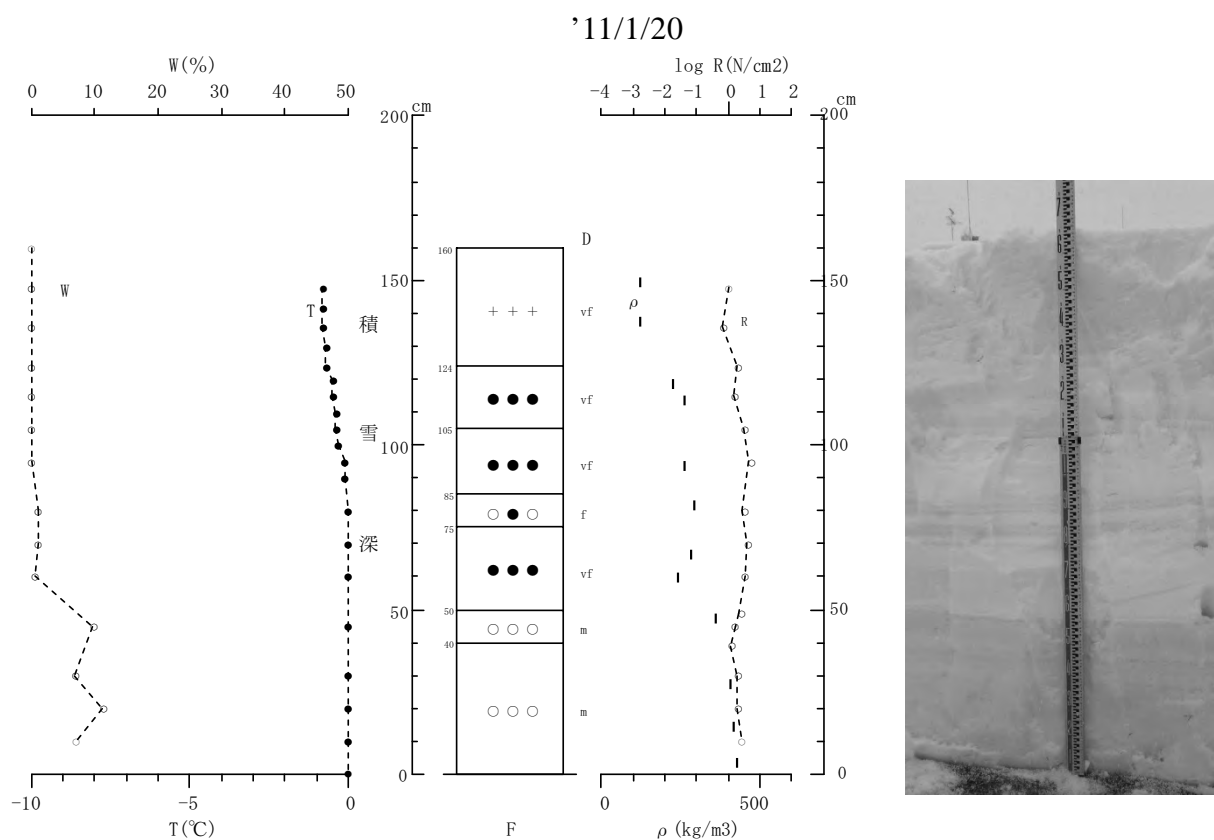 ’11/1/20
W(%)
0 10 20 30 40 50
log R(N/cm2)
-4 -3 -2 -1 0 1 2
cm
200
cm
200
D
160
150
150
W
T
ρ
vf
積
R
124
vf
雪
105
100
100
vf
85
f
深
75
vf
50
50
50
m
40
m
0
0
-10 -5 0
0 500
T(℃)
F
ρ (kg/m3)